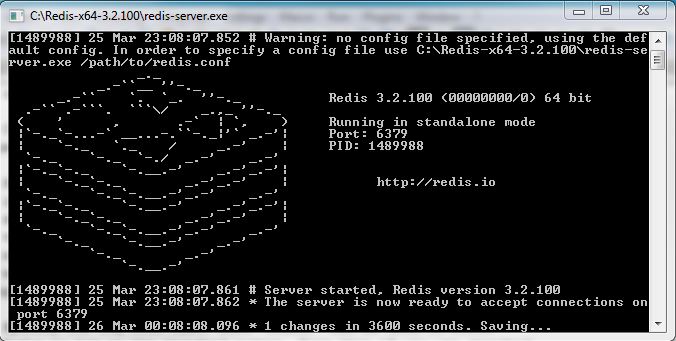 C:\Redis-x64-3.2.100\redis-server.exe
[1489988] 25 Mar 23:08:07.852 # Warning: no config file specified, using the def
ault config. In order to specify a config file use C:\Redis-x64-3.2.100\redis-se
rver.exe /path/to/redis.conf
Redis 3.2.100 (00000000/0) 64 bit
Running in standalone mode
Port: 6379
PID: 1489988
http://redis.io
[1489988] 25 Mar 23:08:07.861 # Server started, Redis version 3.2.100
[1489988] 25 Mar 23:08:07.862 * The server is now ready to accept connections on
 port 6379
[1489988] 26 Mar 00:08:08.096 * 1 changes in 3600 seconds. Saving...